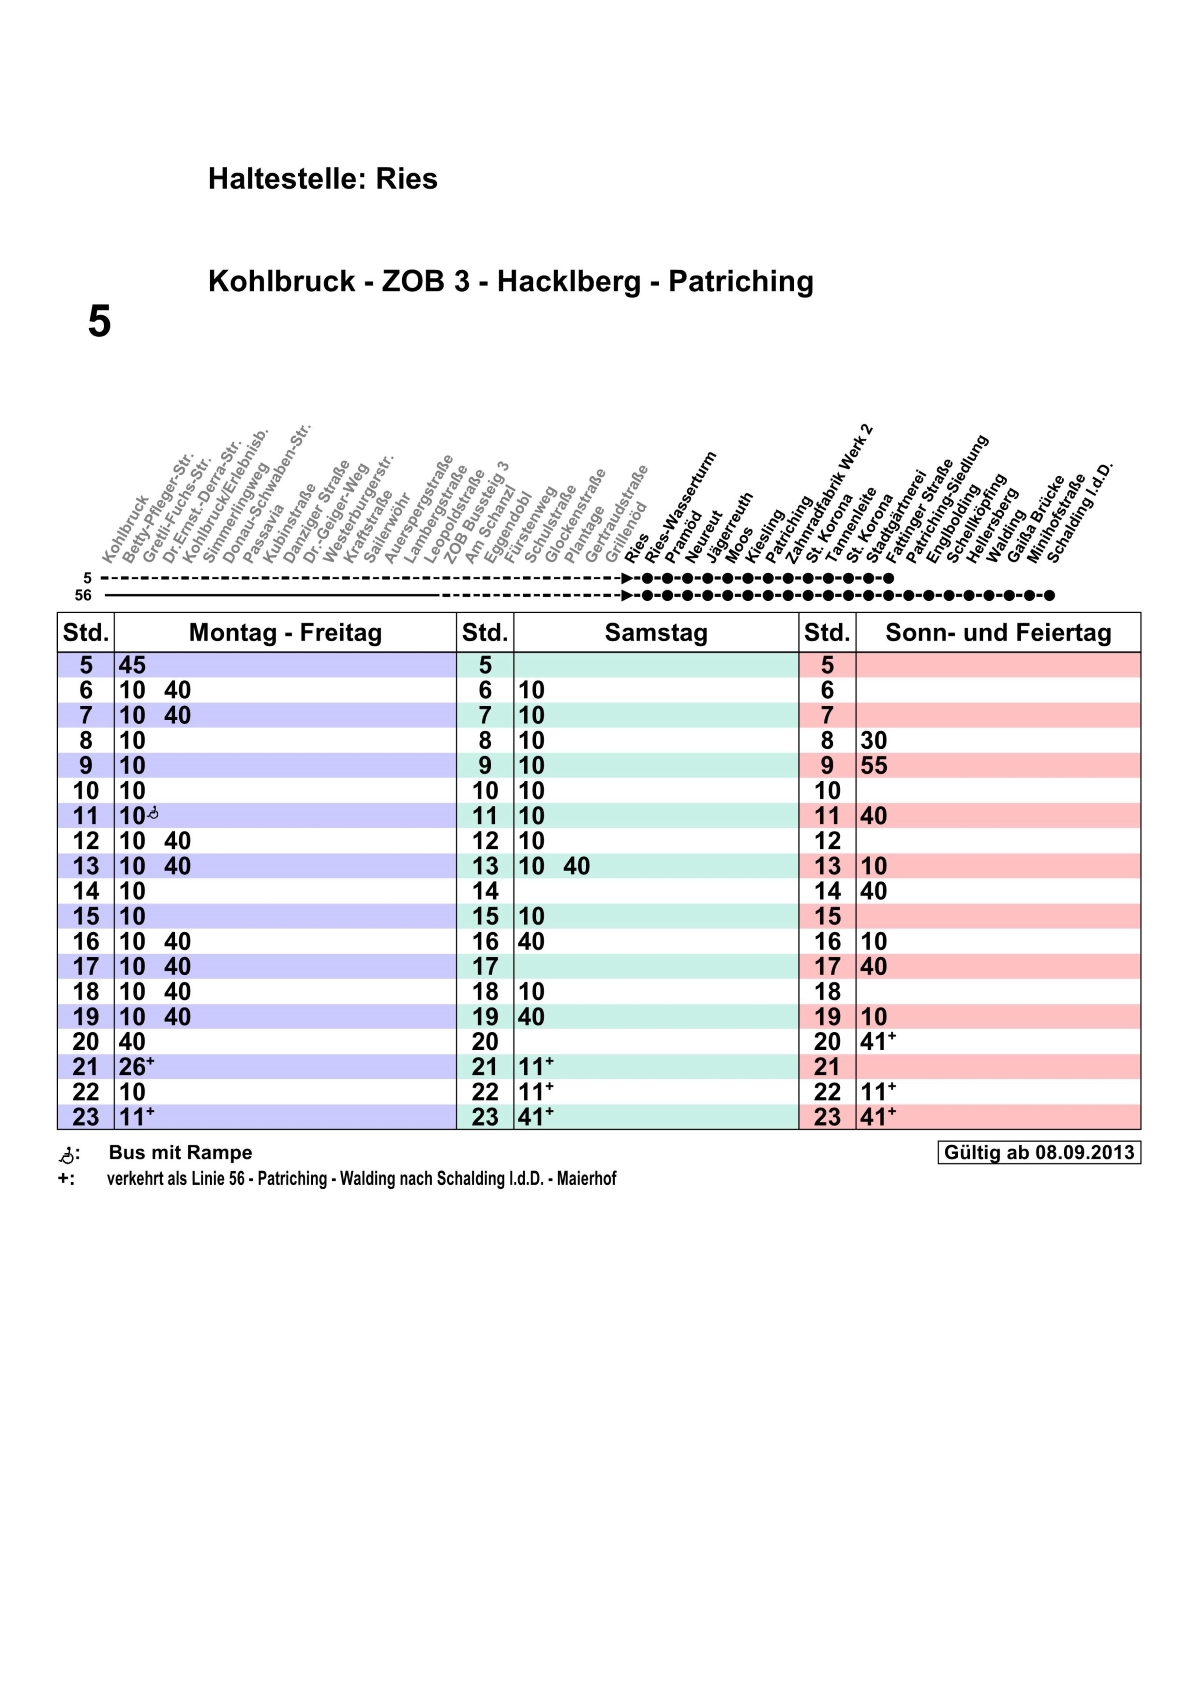 Haltestelle: Ries
Kohlbruck - ZOB 3 - Hacklberg - Patriching
5
Kohlbruck
Betty-Pfleger-Str.
Gretli-Fuchs-Str.
Dr.Ernst.-Derra-Str.
Kohlbruck/Erlebnisb.
Simmerlingweg
Donau-Schwaben-Str.
Passavia
Kubinstraße
Danziger Straße
Dr.-Geiger-Weg
Westerburgerstr.
Kraftstraße
Sailerwöhr
Auerspergstraße
Lambergstraße
Leopoldstraße
ZOB Bussteig 3
Am Schanzl
Eggendobl
Fürstenweg
Schulstraße
Glockenstraße
Plantage
Gertraudstraße
Grillenöd
Ries
Ries-Wasserturm
Pramöd
Neureut
Jägerreuth
Moos
Kiesling
Patriching
Zahnradfabrik Werk 2
St. Korona
Tannenleite
St. Korona
Stadtgärtnerei
Fattinger Straße
Patriching-Siedlung
Englbolding
Schellköpfing
Hellersberg
Walding
Gaißa Brücke
Minihofstraße
Schalding l.d.D.
5
56
Std. Montag - Freitag Std. Samstag Std. Sonn- und Feiertag
5 45 5 5
6 10 40 6 10 6
7 10 40 7 10 7
8 10 8 10 8 30
9 10 9 10 9 55
10 10 10 10 10
11 10 11 10 11 40
12 10 40 12 10 12
13 10 40 13 10 40 13 10
14 10 14 14 40
15 10 15 10 15
16 10 40 16 40 16 10
17 10 40 17 17 40
18 10 40 18 10 18
19 10 40 19 40 19 10
20 40 20 20 41+
21 26+ 21 11+ 21
22 10 22 11+ 22 11+
23 11+ 23 41+ 23 41+
: Bus mit Rampe
Gültig ab 08.09.2013
+: verkehrt als Linie 56 - Patriching - Walding nach Schalding l.d.D. - Maierhof